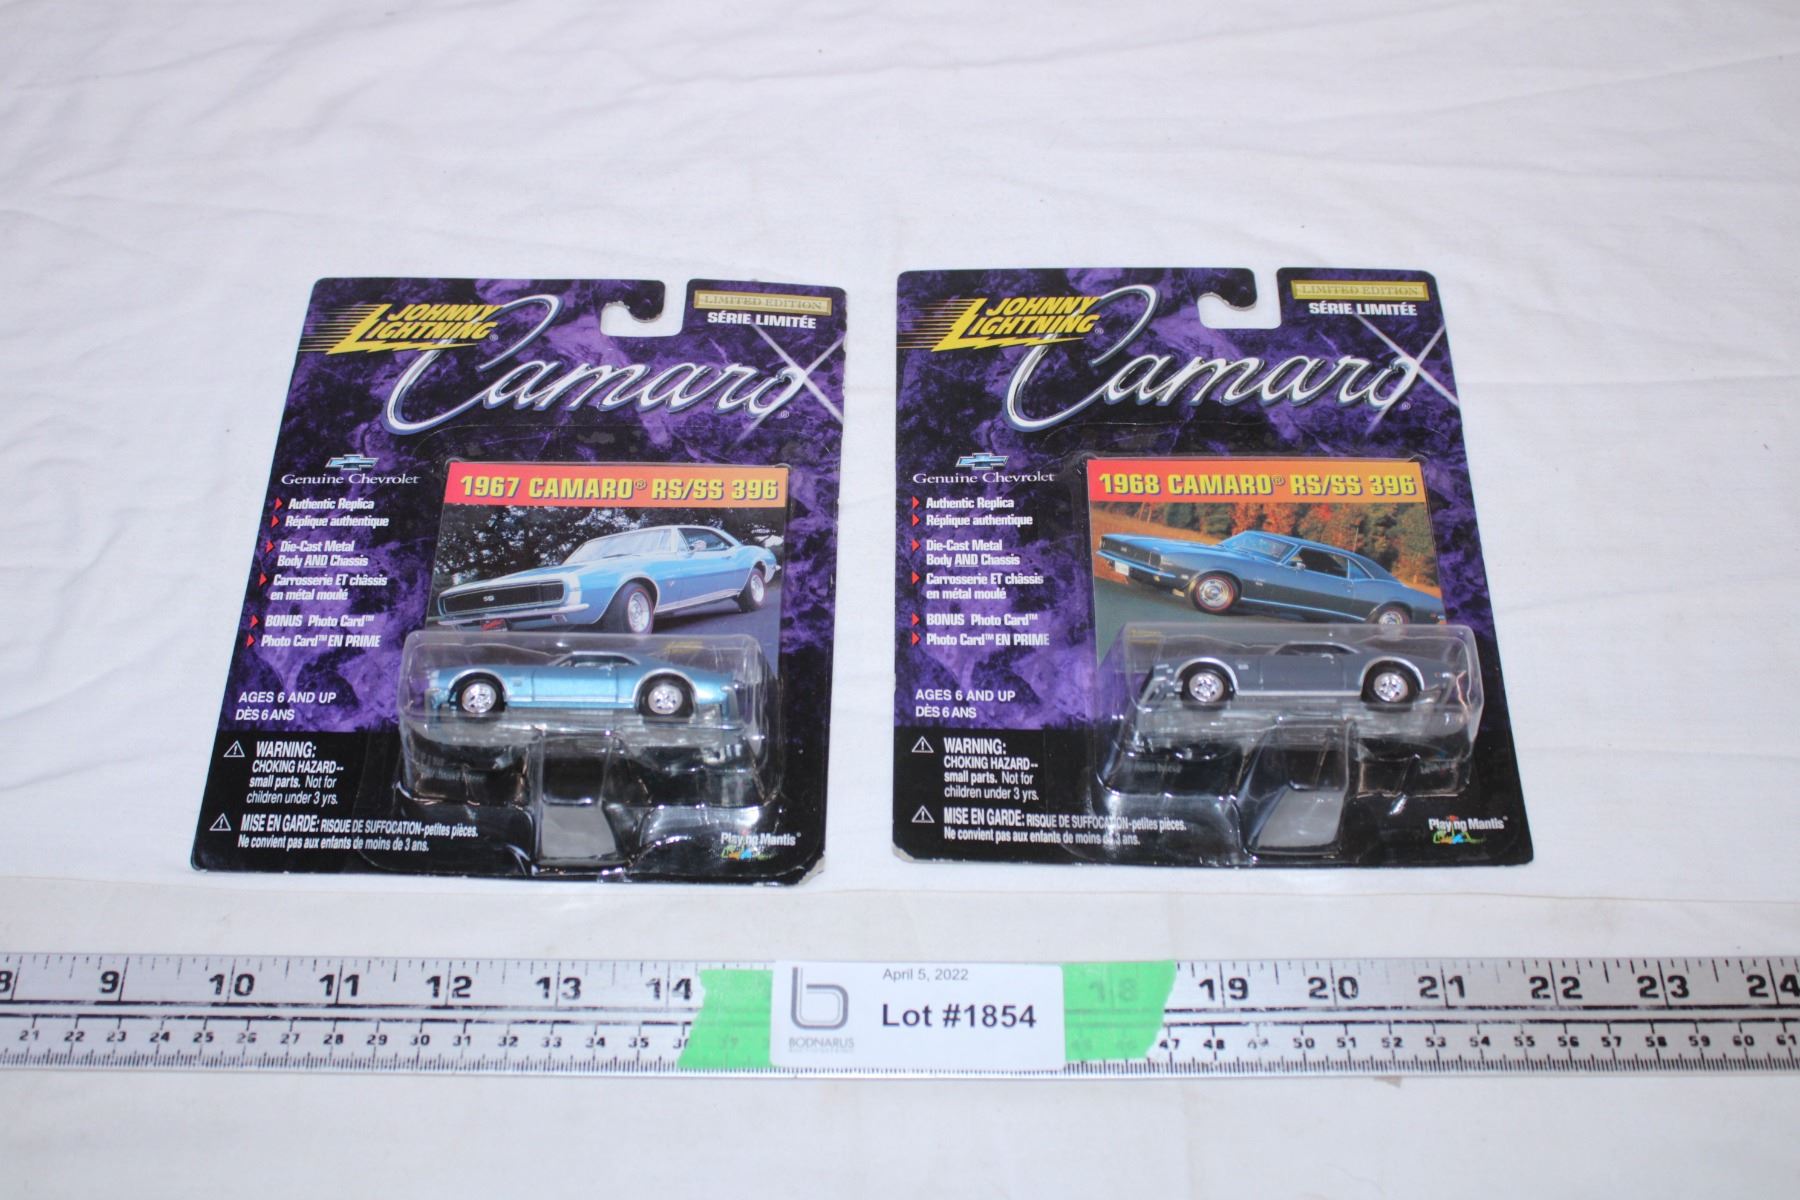 JOHNNY
LIGHTNING®
LIMITED EDITION
SÉRIE LIMITÉE
Camaro®
Genuine Chevrolet
Authentic Replica
Réplique authentique
Die-Cast Metal
Body AND Chassis
Carrosserie ET châssis
en métal moulé
BONUS Photo Card™
Photo Card™ EN PRIME
AGES 6 AND UP
DÈS 6 ANS
WARNING:
CHOKING HAZARD--
small parts. Not for
children under 3 yrs.
MISE EN GARDE: RISQUE DE SUFFOCATION-petites pièces.
Ne convient pas aux enfants de moins de 3 ans.
1967 CAMARO® RS/SS 396
SS
Playing Mantis®
JOHNNY
LIGHTNING®
LIMITED EDITION
SÉRIE LIMITÉE
Camaro®
Genuine Chevrolet
Authentic Replica
Réplique authentique
Die-Cast Metal
Body AND Chassis
Carrosserie ET châssis
en métal moulé
BONUS Photo Card™
Photo Card™ EN PRIME
AGES 6 AND UP
DÈS 6 ANS
WARNING:
CHOKING HAZARD--
small parts. Not for
children under 3 yrs.
MISE EN GARDE: RISQUE DE SUFFOCATION-petites pièces.
Ne convient pas aux enfants de moins de 3 ans.
1968 CAMARO® RS/SS 396
Playing Mantis®
8 9 10 11 12 13 14 18 19 20 21 22 23 24
21 22 23 24 25 26 27 28 29 30 31 32 33 34 35 36 37 45 46 47 48 49 50 51 52 53 54 55 56 57 58 59 60 61
April 5, 2022
Lot #1854
b
BODNARUS
AUCTIONEERING